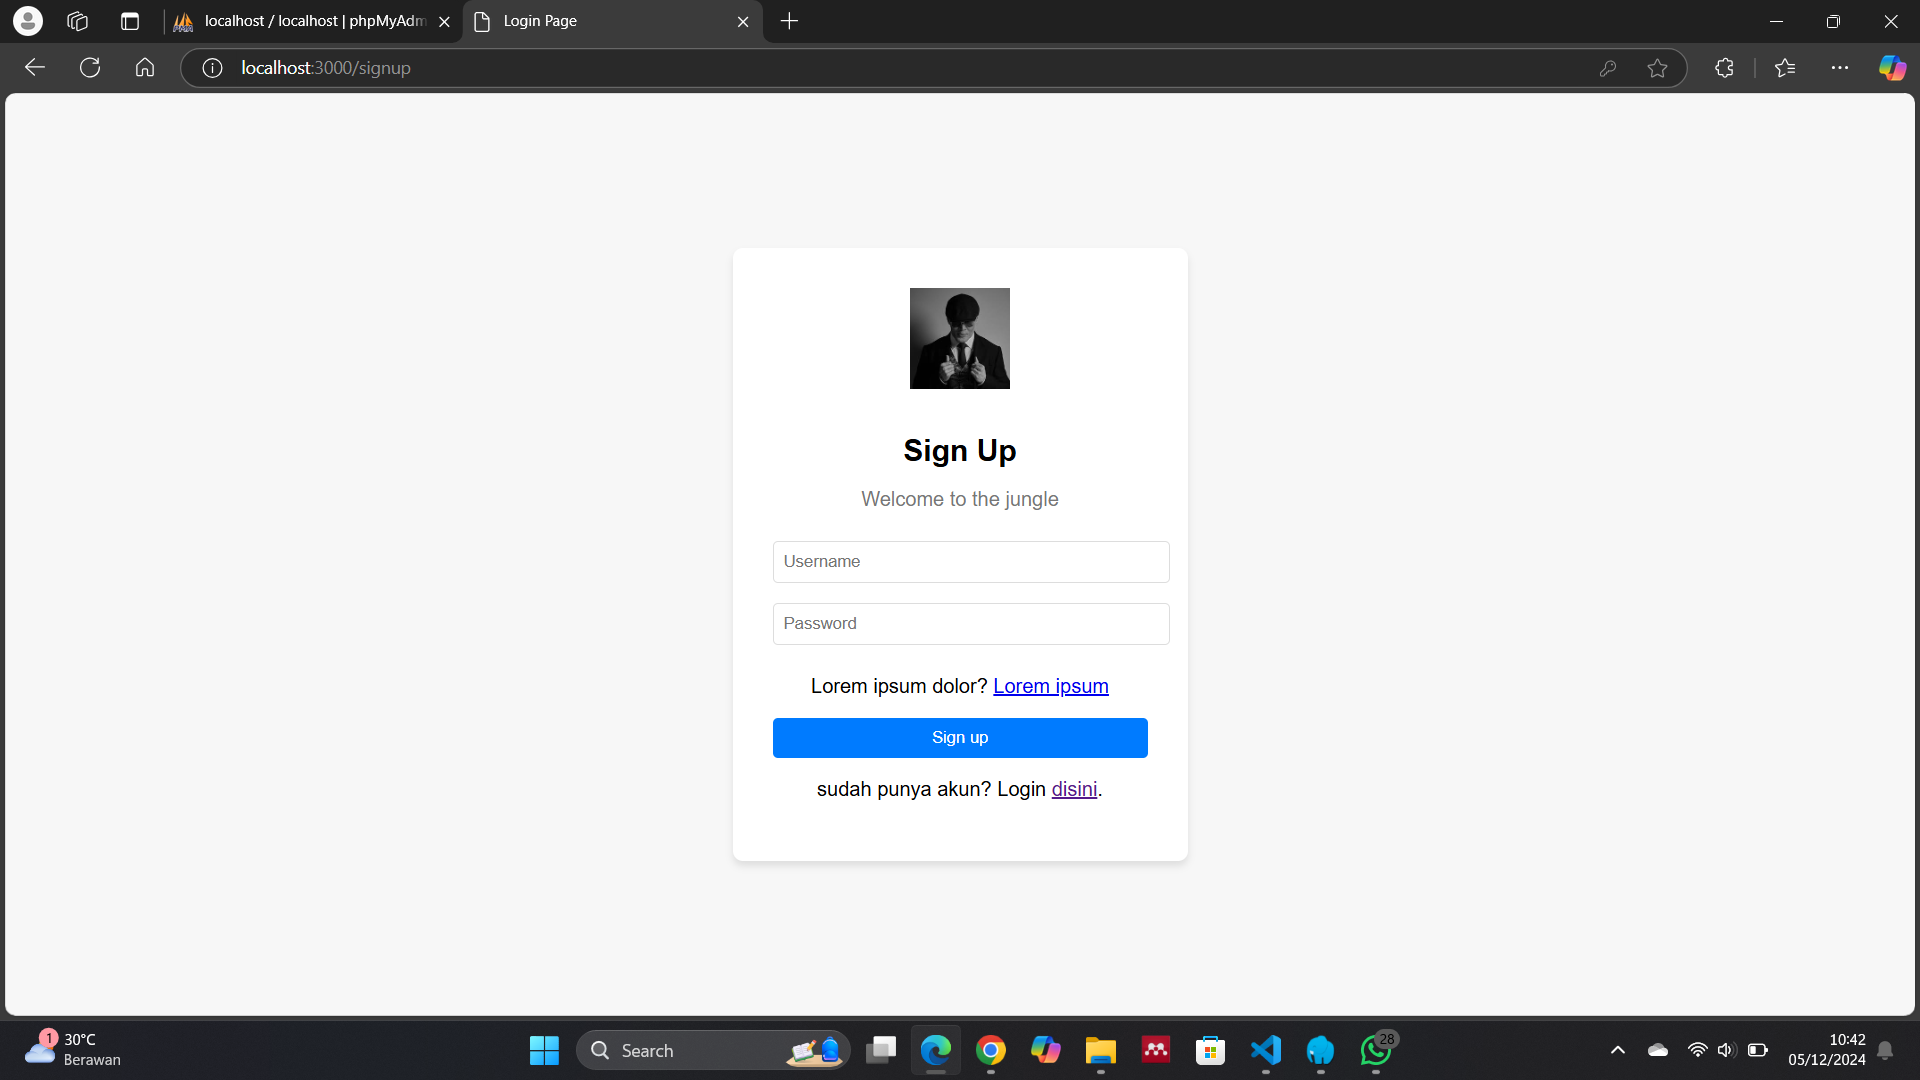 localhost / localhost | phpMyAdm
Login Page
localhost:3000/signup
Sign Up
Welcome to the jungle
Username
Password
Lorem ipsum dolor? Lorem ipsum
Sign up
sudah punya akun? Login disini.
1
30°C
Berawan
Search
28
10:42
05/12/2024